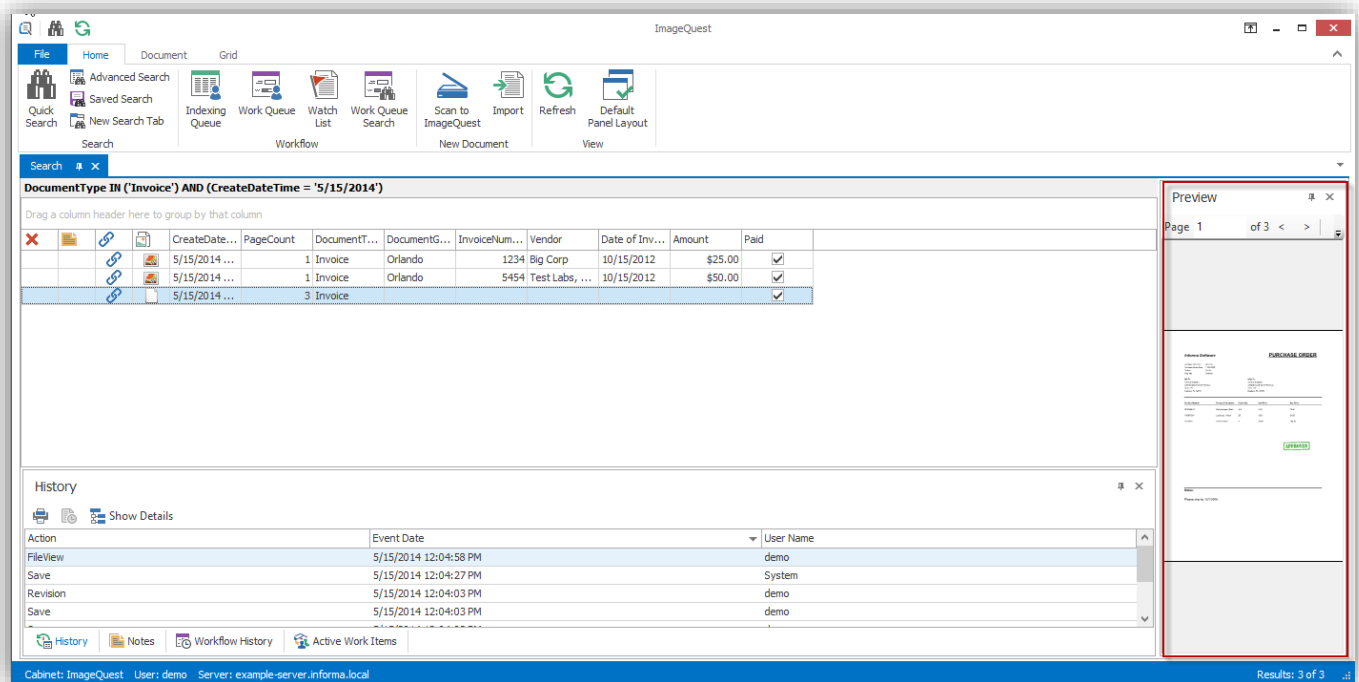 ImageQuest
File Home Document Grid
Quick Search
Advanced Search
Saved Search
New Search Tab
Search
Indexing Queue
Work Queue
Watch List
Work Queue Search
Workflow
Scan to ImageQuest
Import
New Document
Refresh
Default Panel Layout
View
Search
DocumentType IN ('Invoice') AND (CreateDateTime = '5/15/2014')
Drag a column header here to group by that column
CreateDate... PageCount DocumentT... DocumentG... InvoiceNum... Vendor Date of Inv... Amount Paid
5/15/2014 ... 1 Invoice Orlando 1234 Big Corp 10/15/2012 $25.00
5/15/2014 ... 1 Invoice Orlando 5454 Test Labs, ... 10/15/2012 $50.00
5/15/2014 ... 3 Invoice
Preview
Page 1 of 3 < >
Informa Software PURCHASE ORDER
APPROVED
History
Show Details
Action Event Date User Name
FileView 5/15/2014 12:04:58 PM demo
Save 5/15/2014 12:04:27 PM System
Revision 5/15/2014 12:04:03 PM demo
Save 5/15/2014 12:04:03 PM demo
History Notes Workflow History Active Work Items
Cabinet: ImageQuest User: demo Server: example-server.informa.local Results: 3 of 3